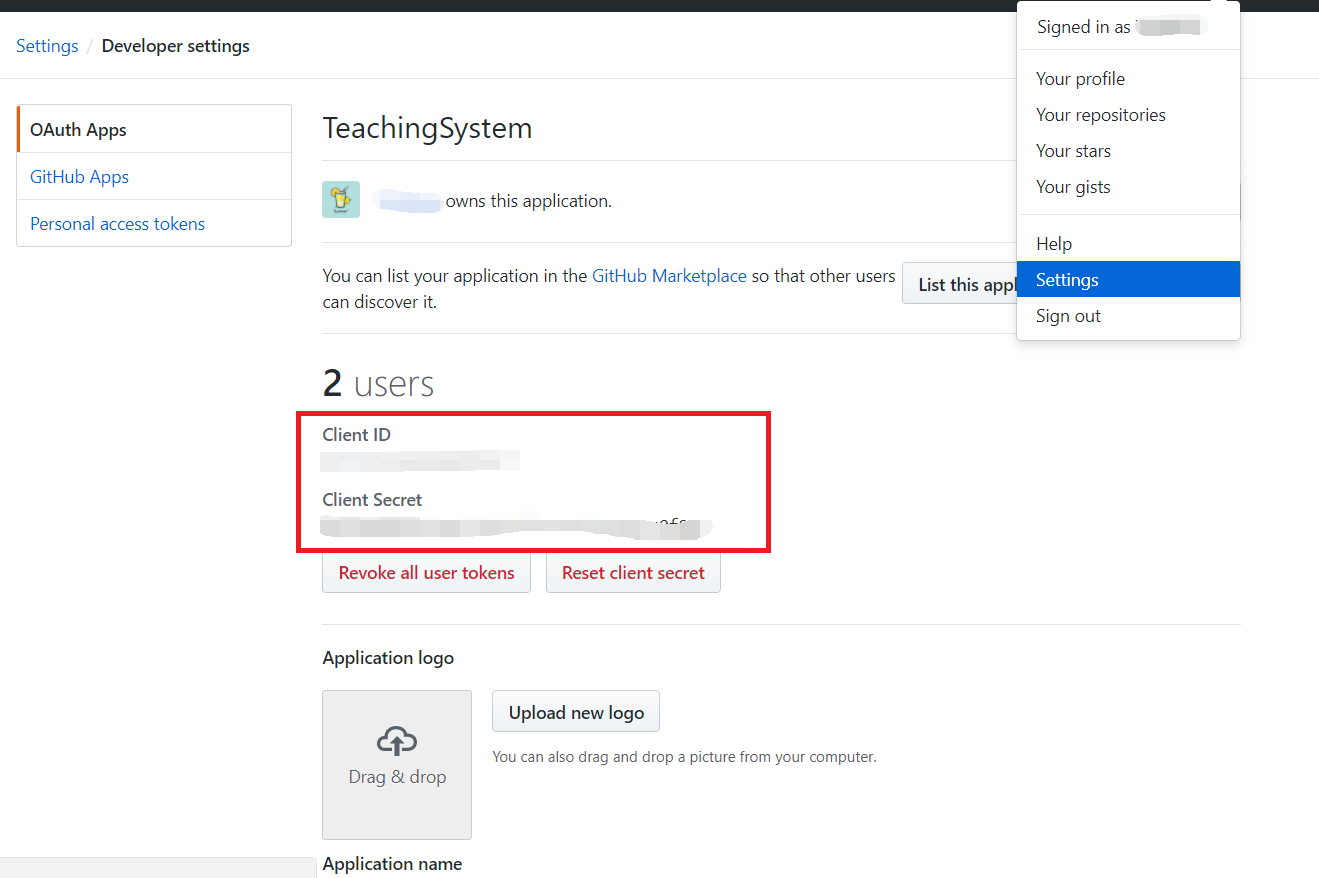 Settings / Developer settings
Signed in as
Your profile
Your repositories
Your stars
Your gists
Help
Settings
Sign out
OAuth Apps
GitHub Apps
Personal access tokens
TeachingSystem
owns this application.
You can list your application in the GitHub Marketplace so that other users
can discover it.
List this appl
2 users
Client ID
Client Secret
Revoke all user tokens
Reset client secret
Application logo
Drag & drop
Upload new logo
You can also drag and drop a picture from your computer.
Application name